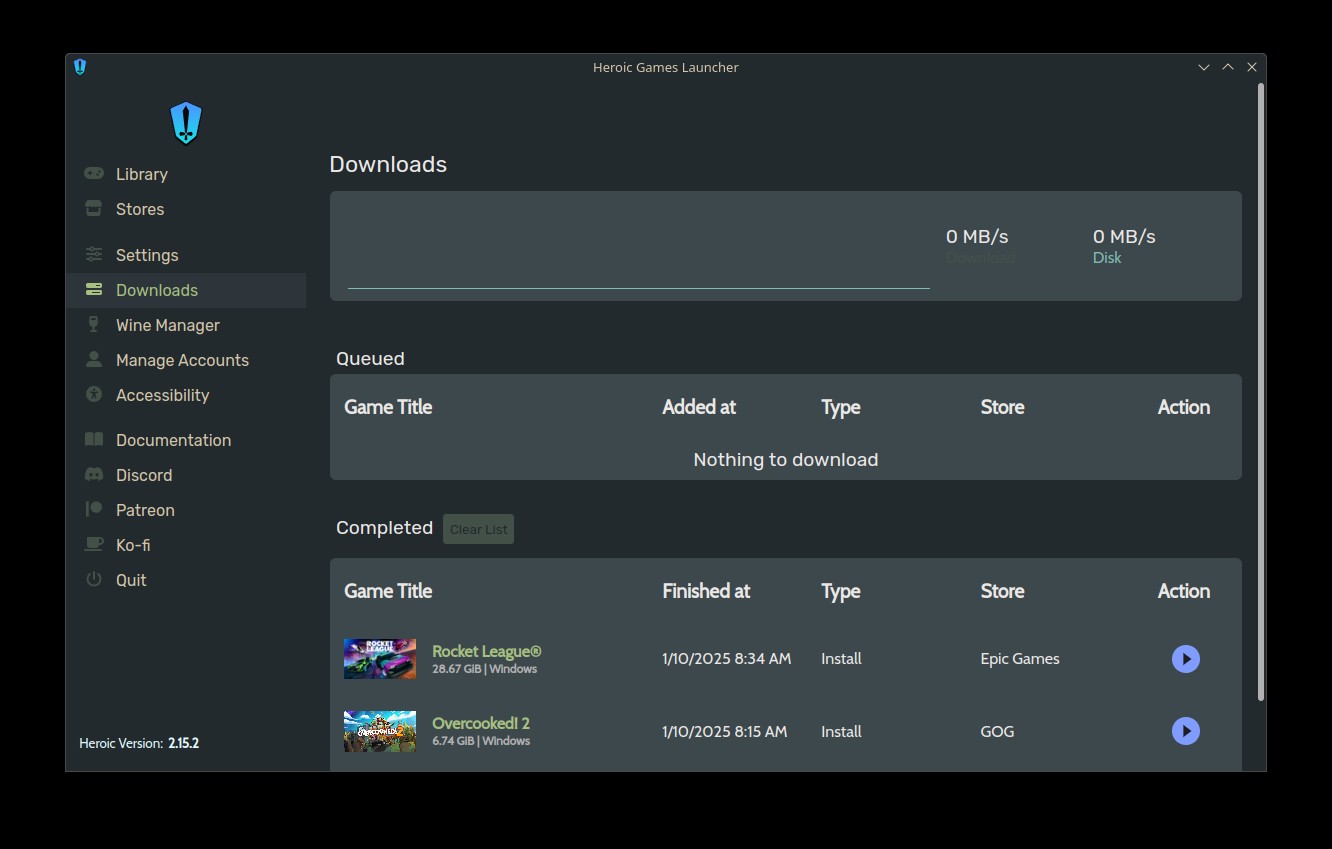 Heroic Games Launcher
Library
Stores
Settings
Downloads
Wine Manager
Manage Accounts
Accessibility
Documentation
Discord
Patreon
Ko-fi
Quit
Heroic Version: 2.15.2
Downloads
0 MB/s 0 MB/s
Download Disk
Queued
Game Title Added at Type Store Action
Nothing to download
Completed Clear List
Game Title Finished at Type Store Action
ROCKET
LEAGUE
Rocket League®
28.67 GiB | Windows
1/10/2025 8:34 AM Install Epic Games
OVERCOOKED! 2
Overcooked! 2
6.74 GiB | Windows
1/10/2025 8:15 AM Install GOG